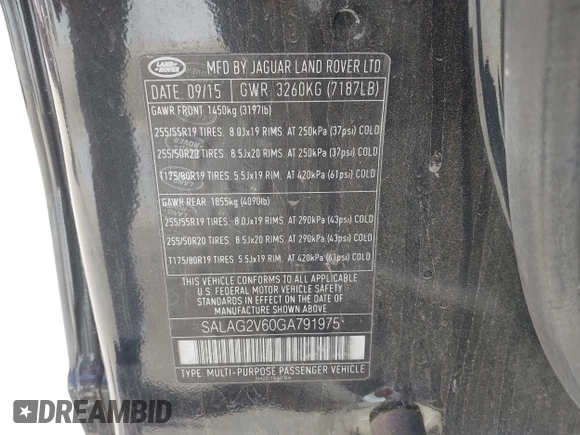 LAND ROVER
MFD BY JAGUAR LAND ROVER LTD
DATE 09/15 GWR 3260KG (7187LB)
GAWR FRONT 1450kg (3197lb)
255/55R19 TIRES. 8.0Jx19 RIMS. AT 250kPa (37psi) COLD
255/50R20 TIRES. 8.5Jx20 RIMS. AT 250kPa (37psi) COLD
T175/80R19 TIRES. 5.5Jx19 RIM. AT 420kPa (61psi) COLD
GAWR REAR 1855kg (4090lb)
255/55R19 TIRES. 8.0Jx19 RIMS. AT 290kPa (43psi) COLD
255/50R20 TIRES. 8.5Jx20 RIMS. AT 290kPa (43psi) COLD
T175/80R19 TIRES. 5.5Jx19 RIM. AT 420kPa (61psi) COLD
THIS VEHICLE CONFORMS TO ALL APPLICABLE
U.S. FEDERAL MOTOR VEHICLE SAFETY
STANDARDS IN EFFECT ON THE DATE OF
MANUFACTURE SHOWN ABOVE
SALAG2V60GA791975
TYPE: MULTI-PURPOSE PASSENGER VEHICLE
DREAMBID